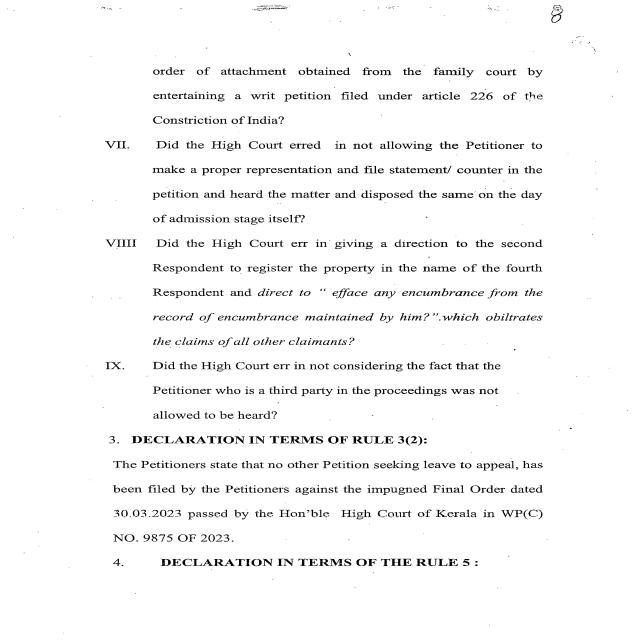 8
order of attachment obtained from the family court by
entertaining a writ petition filed under article 226 of the
Constriction of India?
VII. Did the High Court erred in not allowing the Petitioner to
make a proper representation and file statement/ counter in the
petition and heard the matter and disposed the same on the day
of admission stage itself?
VIIII Did the High Court err in giving a direction to the second
Respondent to register the property in the name of the fourth
Respondent and direct to " efface any encumbrance from the
record of encumbrance maintained by him?".which obiltrates
the claims of all other claimants?
IX. Did the High Court err in not considering the fact that the
Petitioner who is a third party in the proceedings was not
allowed to be heard?
3. DECLARATION IN TERMS OF RULE 3(2):
The Petitioners state that no other Petition seeking leave to appeal, has
been filed by the Petitioners against the impugned Final Order dated
30.03.2023 passed by the Hon'ble High Court of Kerala in WP(C)
NO. 9875 OF 2023.
4. DECLARATION IN TERMS OF THE RULE 5 :